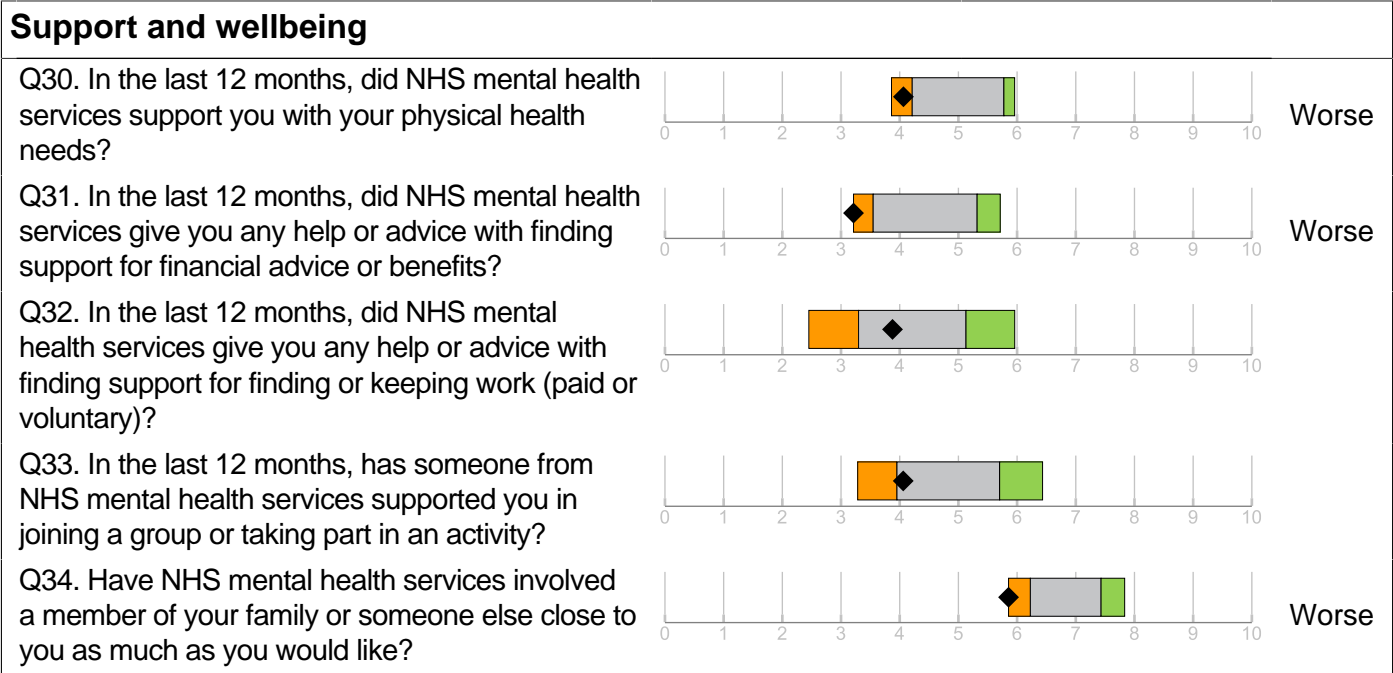 Support and wellbeing
Q30. In the last 12 months, did NHS mental health
services support you with your physical health
needs?
0 1 2 3 4 5 6 7 8 9 10
Worse
Q31. In the last 12 months, did NHS mental health
services give you any help or advice with finding
support for financial advice or benefits?
0 1 2 3 4 5 6 7 8 9 10
Worse
Q32. In the last 12 months, did NHS mental
health services give you any help or advice with
finding support for finding or keeping work (paid or
voluntary)?
0 1 2 3 4 5 6 7 8 9 10
Q33. In the last 12 months, has someone from
NHS mental health services supported you in
joining a group or taking part in an activity?
0 1 2 3 4 5 6 7 8 9 10
Q34. Have NHS mental health services involved
a member of your family or someone else close to
you as much as you would like?
0 1 2 3 4 5 6 7 8 9 10
Worse